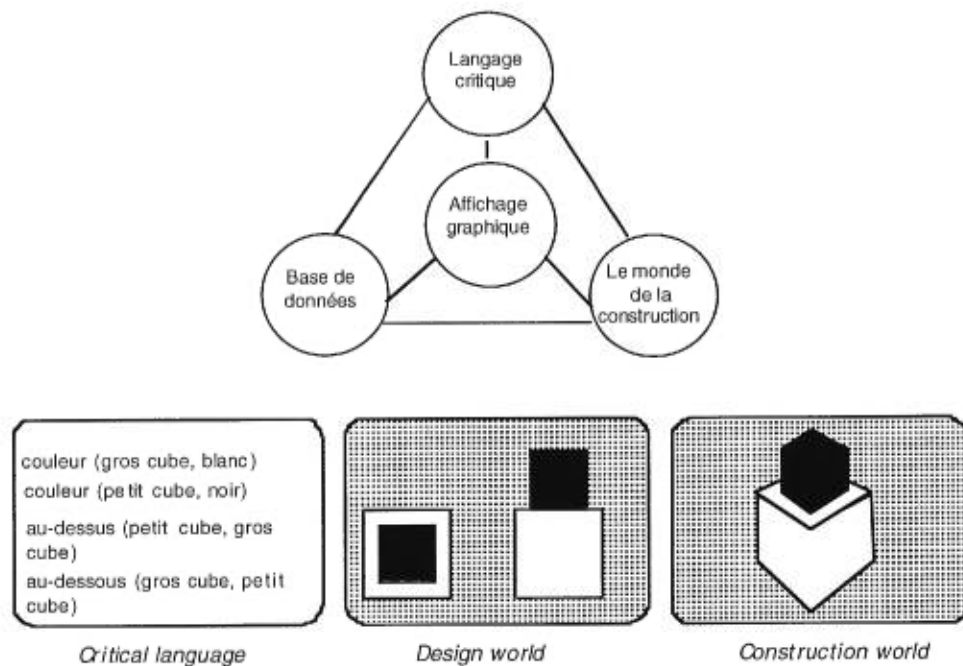 Langage
critique
Affichage
graphique
Base de
données
Le monde
de la
construction
couleur (gros cube, blanc)
couleur (petit cube, noir)
au-dessus (petit cube, gros
cube)
au-dessous (gros cube, petit
cube)
Critical language
Design world
Construction world